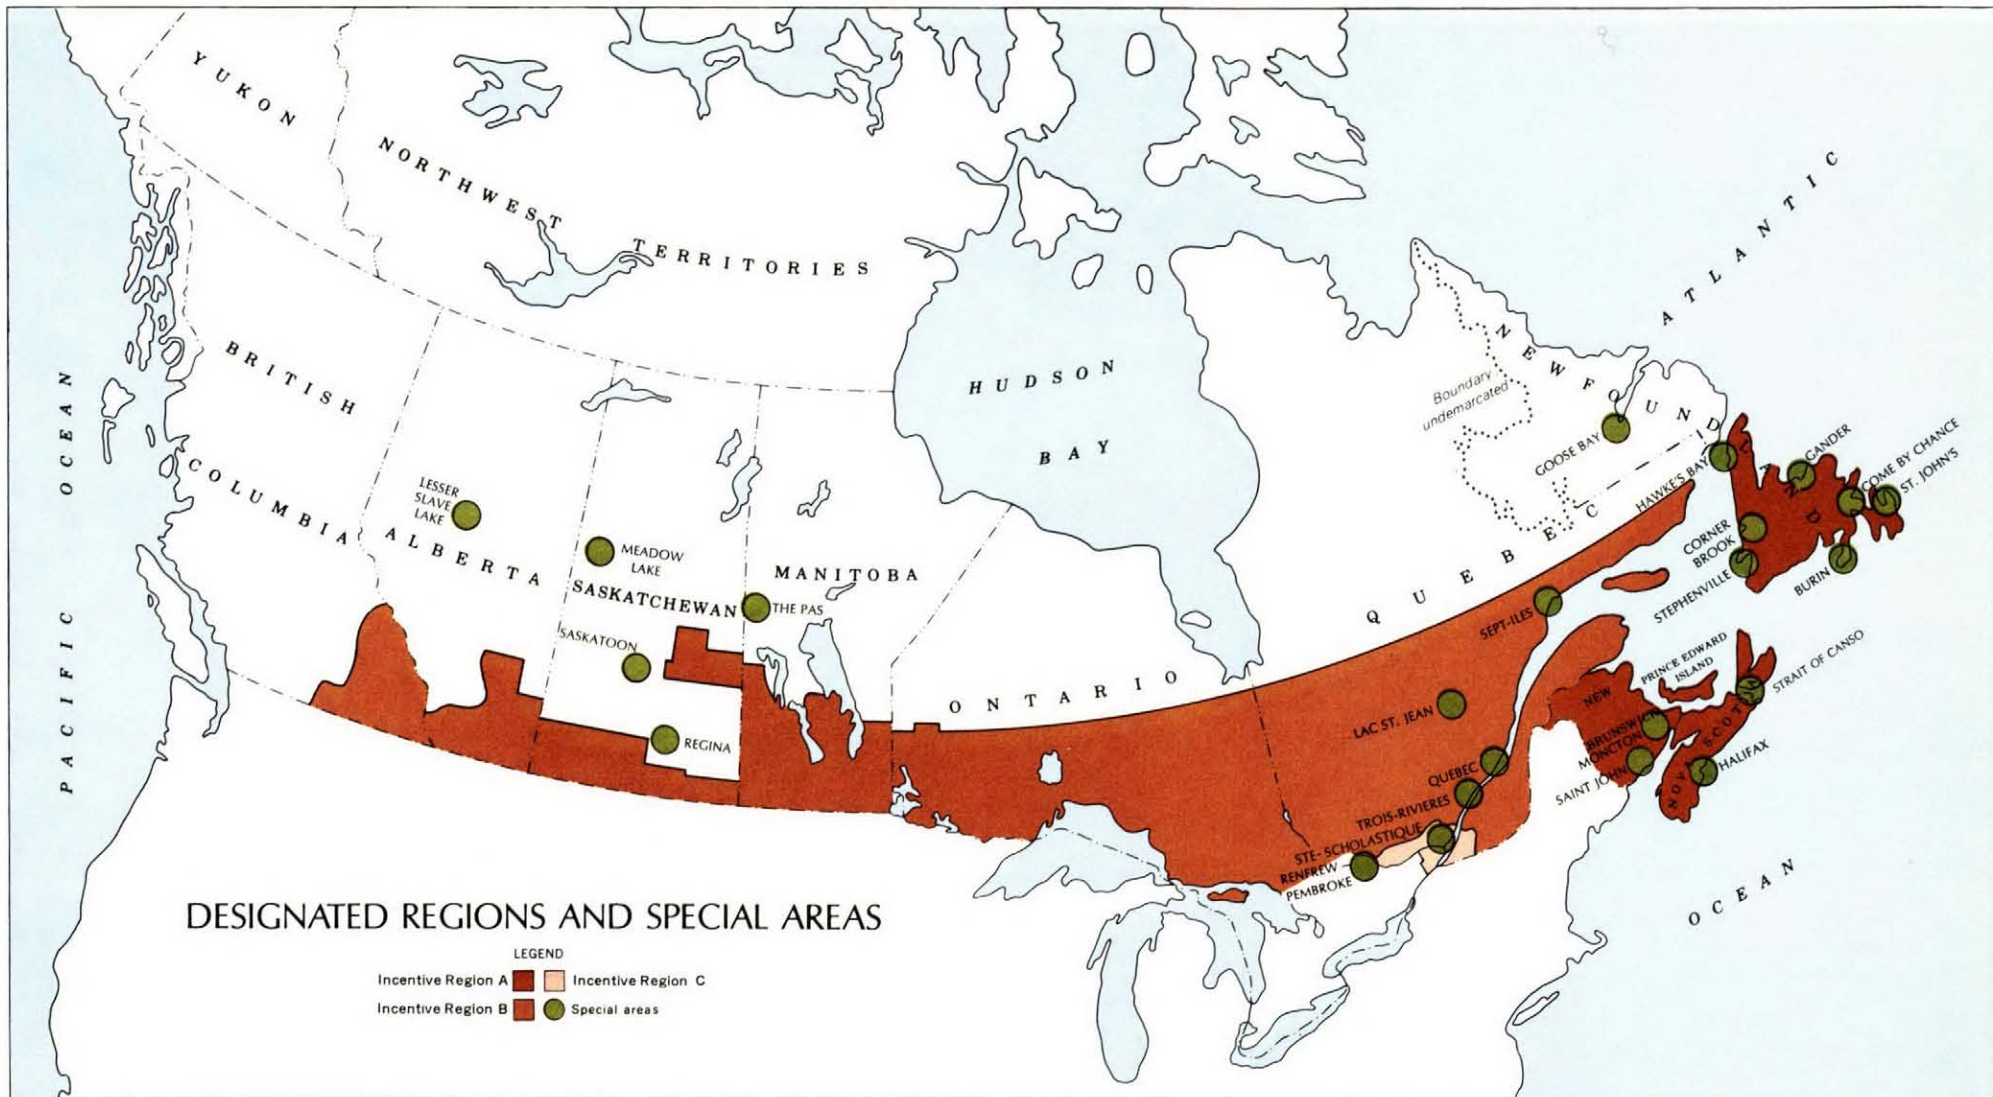 YUKON
NORTHWEST
TERRITORIES
BRITISH
COLUMBIA
ALBERTA
SASKATCHEWAN
MANITOBA
ONTARIO
QUEBEC
NEWFOUNDLAND
HUDSON
BAY
PACIFIC OCEAN
ATLANTIC
OCEAN
Boundary
undemarcated
LESSER
SLAVE
LAKE
MEADOW
LAKE
THE PAS
SASKATOON
REGINA
GOOSE BAY
HAWKE'S BAY
GANDER
COME BY CHANCE
ST. JOHN'S
CORNER
BROOK
STEPHENVILLE
BURIN
SEPT-ILES
PRINCE EDWARD
ISLAND
STRAIT OF CANSO
NEW
BRUNSWICK
NOVA SCOTIA
MONCTON
SAINT JOHN
HALIFAX
LAC ST. JEAN
QUEBEC
TROIS-RIVIERES
STE-SCHOLASTIQUE
RENFREW
PEMBROKE
DESIGNATED REGIONS AND SPECIAL AREAS
LEGEND
Incentive Region A
Incentive Region C
Incentive Region B
Special areas